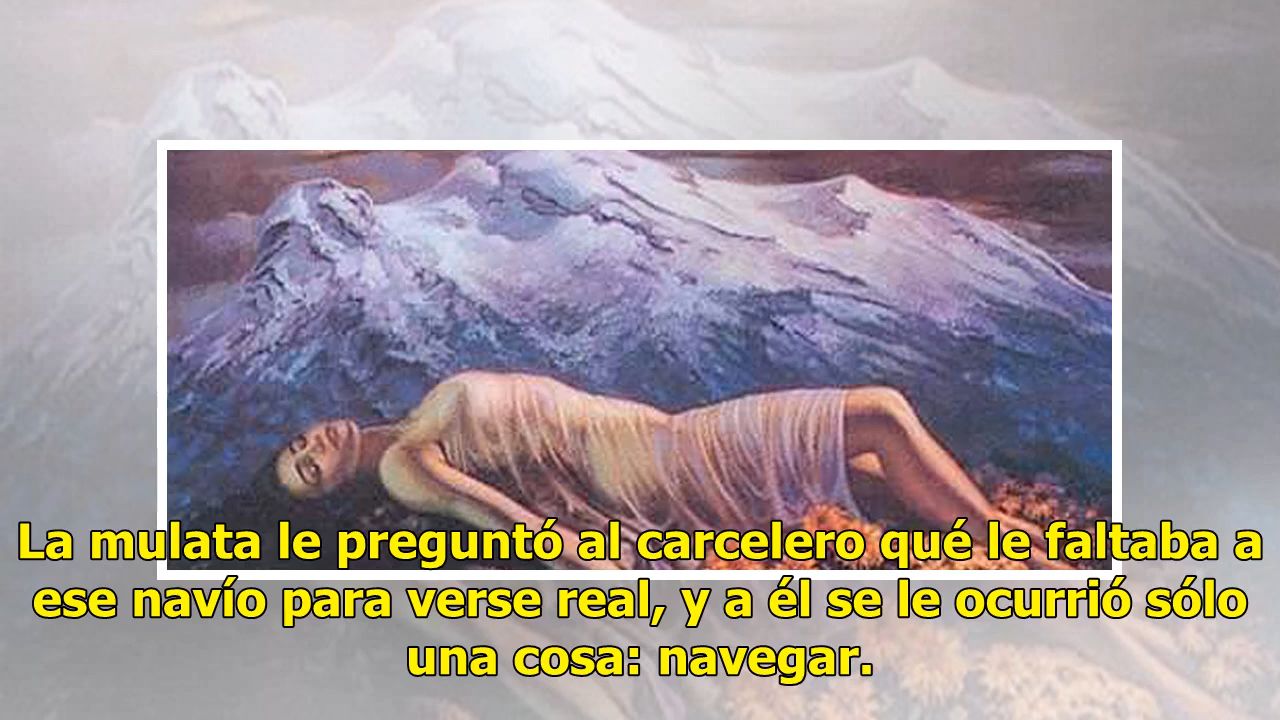 La mulata le preguntó al carcelero qué le faltaba a
ese navío para verse real, y a él se le ocurrió sólo
una cosa: navegar.